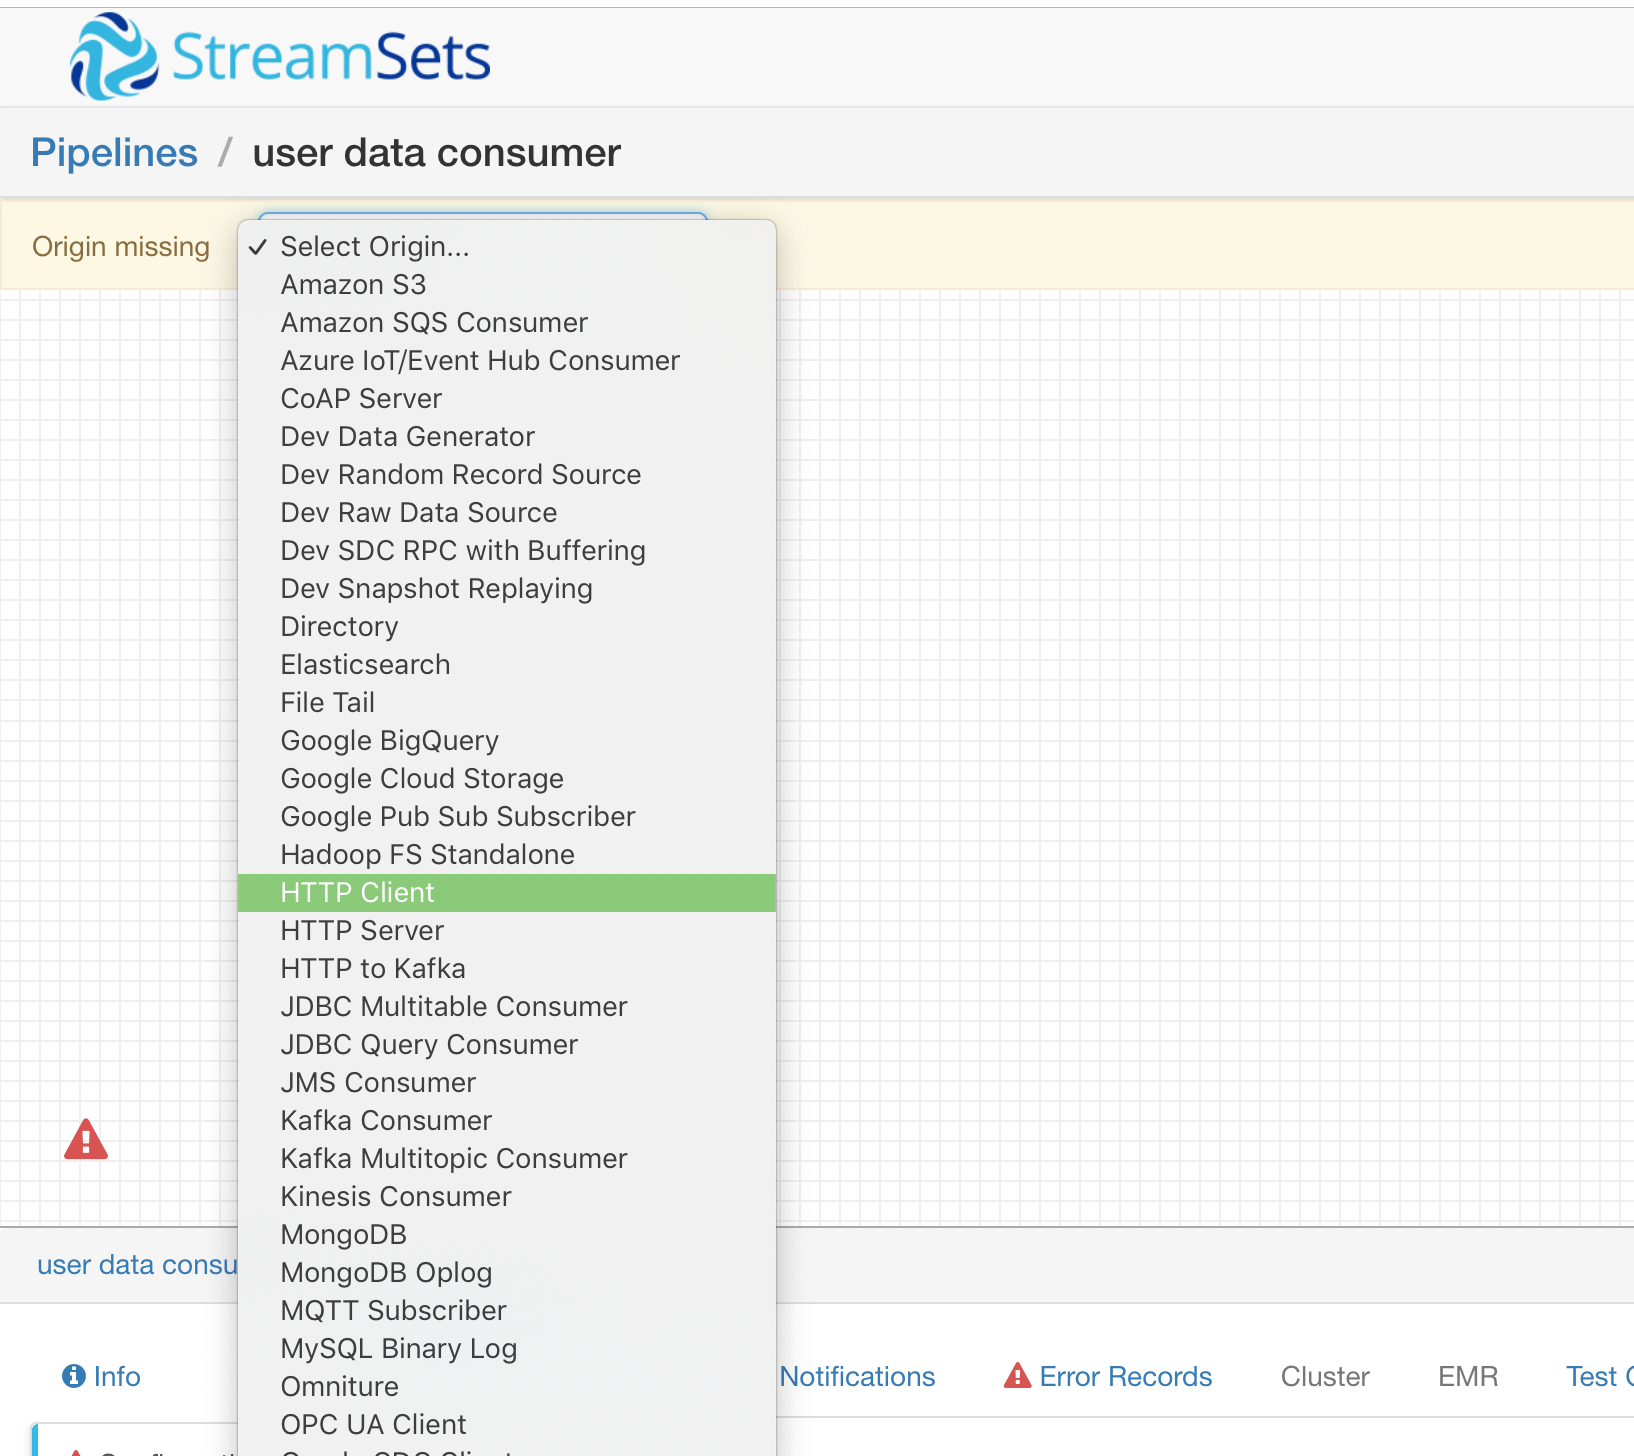 StreamSets
Pipelines / user data consumer
Origin missing
✓ Select Origin...
Amazon S3
Amazon SQS Consumer
Azure IoT/Event Hub Consumer
CoAP Server
Dev Data Generator
Dev Random Record Source
Dev Raw Data Source
Dev SDC RPC with Buffering
Dev Snapshot Replaying
Directory
Elasticsearch
File Tail
Google BigQuery
Google Cloud Storage
Google Pub Sub Subscriber
Hadoop FS Standalone
HTTP Client
HTTP Server
HTTP to Kafka
JDBC Multitable Consumer
JDBC Query Consumer
JMS Consumer
Kafka Consumer
Kafka Multitopic Consumer
Kinesis Consumer
MongoDB
MongoDB Oplog
MQTT Subscriber
MySQL Binary Log
Omniture
OPC UA Client
user data consu
Info
Notifications
Error Records
Cluster
EMR
Test